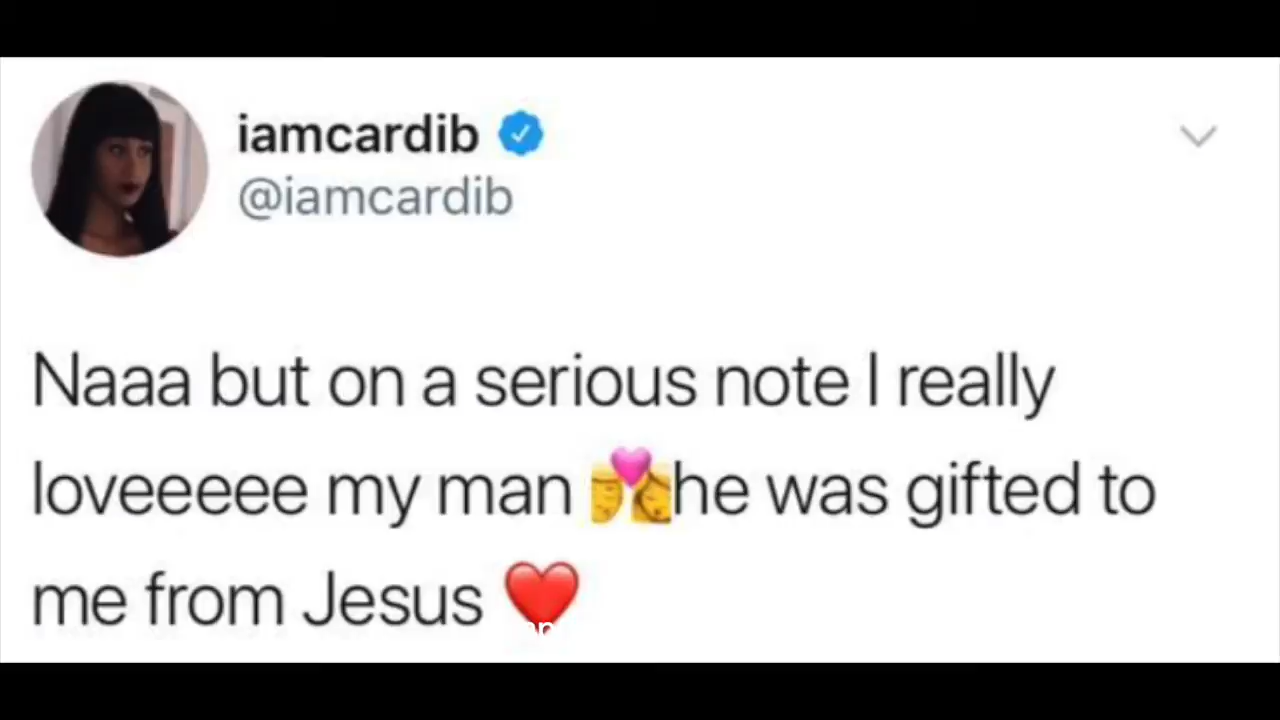 iamcardib
@iamcardib
Naaa but on a serious note I really
loveeeee my man 💏he was gifted to
me from Jesus ❤️